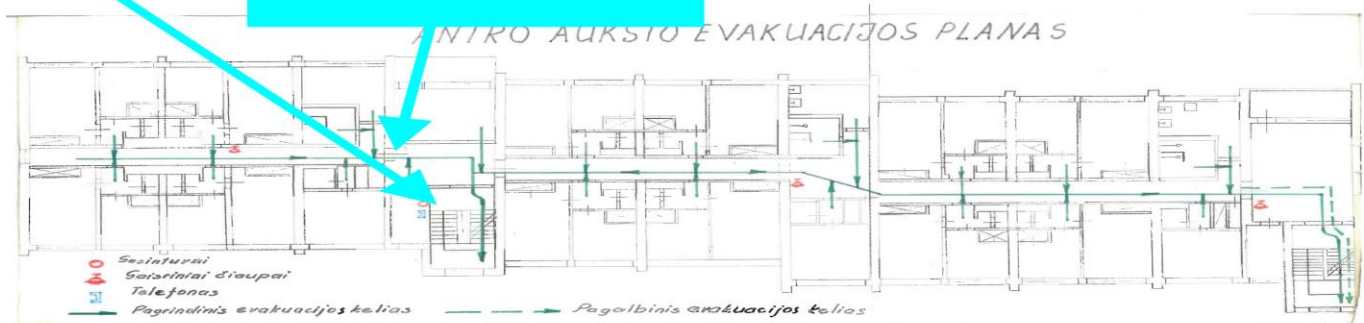 ANTRO AUKŠTO EVAKUACIJOS PLANAS
Gesintuvai
Gaisriniai čiaupai
Telefonas
Pagrindinis evakuacijos kelias
Pagalbinis evakuacijos kelias